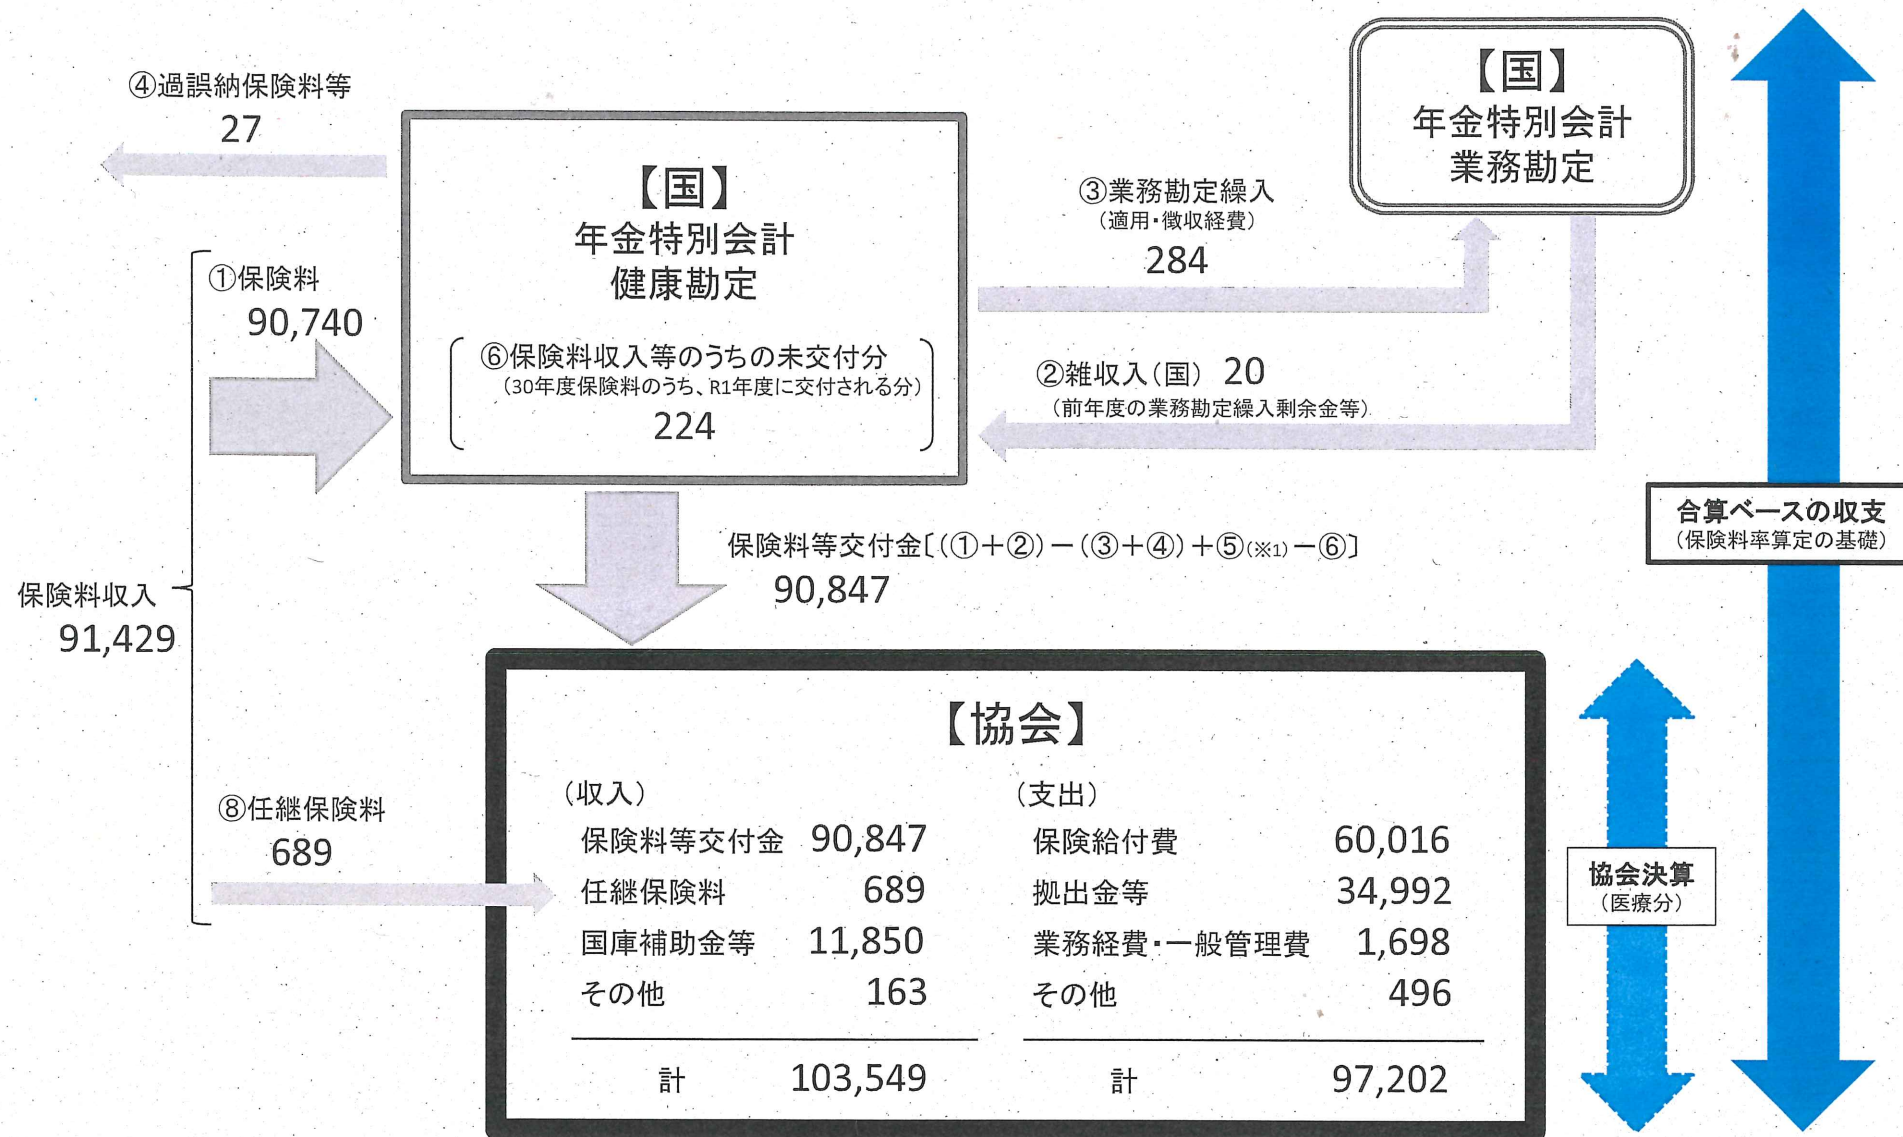 ④過誤納保険料等
27
【国】
年金特別会計
健康勘定
⑥保険料収入等のうちの未交付分
(30年度保険料のうち、R1年度に交付される分)
224
【国】
年金特別会計
業務勘定
③業務勘定繰入
(適用・徴収経費)
284
②雑収入(国) 20
(前年度の業務勘定繰入剰余金等)
①保険料
90,740
保険料収入
91,429
保険料等交付金〔(①+②)-(③+④)+⑤(※1)-⑥〕
90,847
合算ベースの収支
(保険料率算定の基礎)
⑧任継保険料
689
【協会】
(収入)
保険料等交付金 90,847
任継保険料 689
国庫補助金等 11,850
その他 163
計 103,549
(支出)
保険給付費 60,016
拠出金等 34,992
業務経費・一般管理費 1,698
その他 496
計 97,202
協会決算
(医療分)